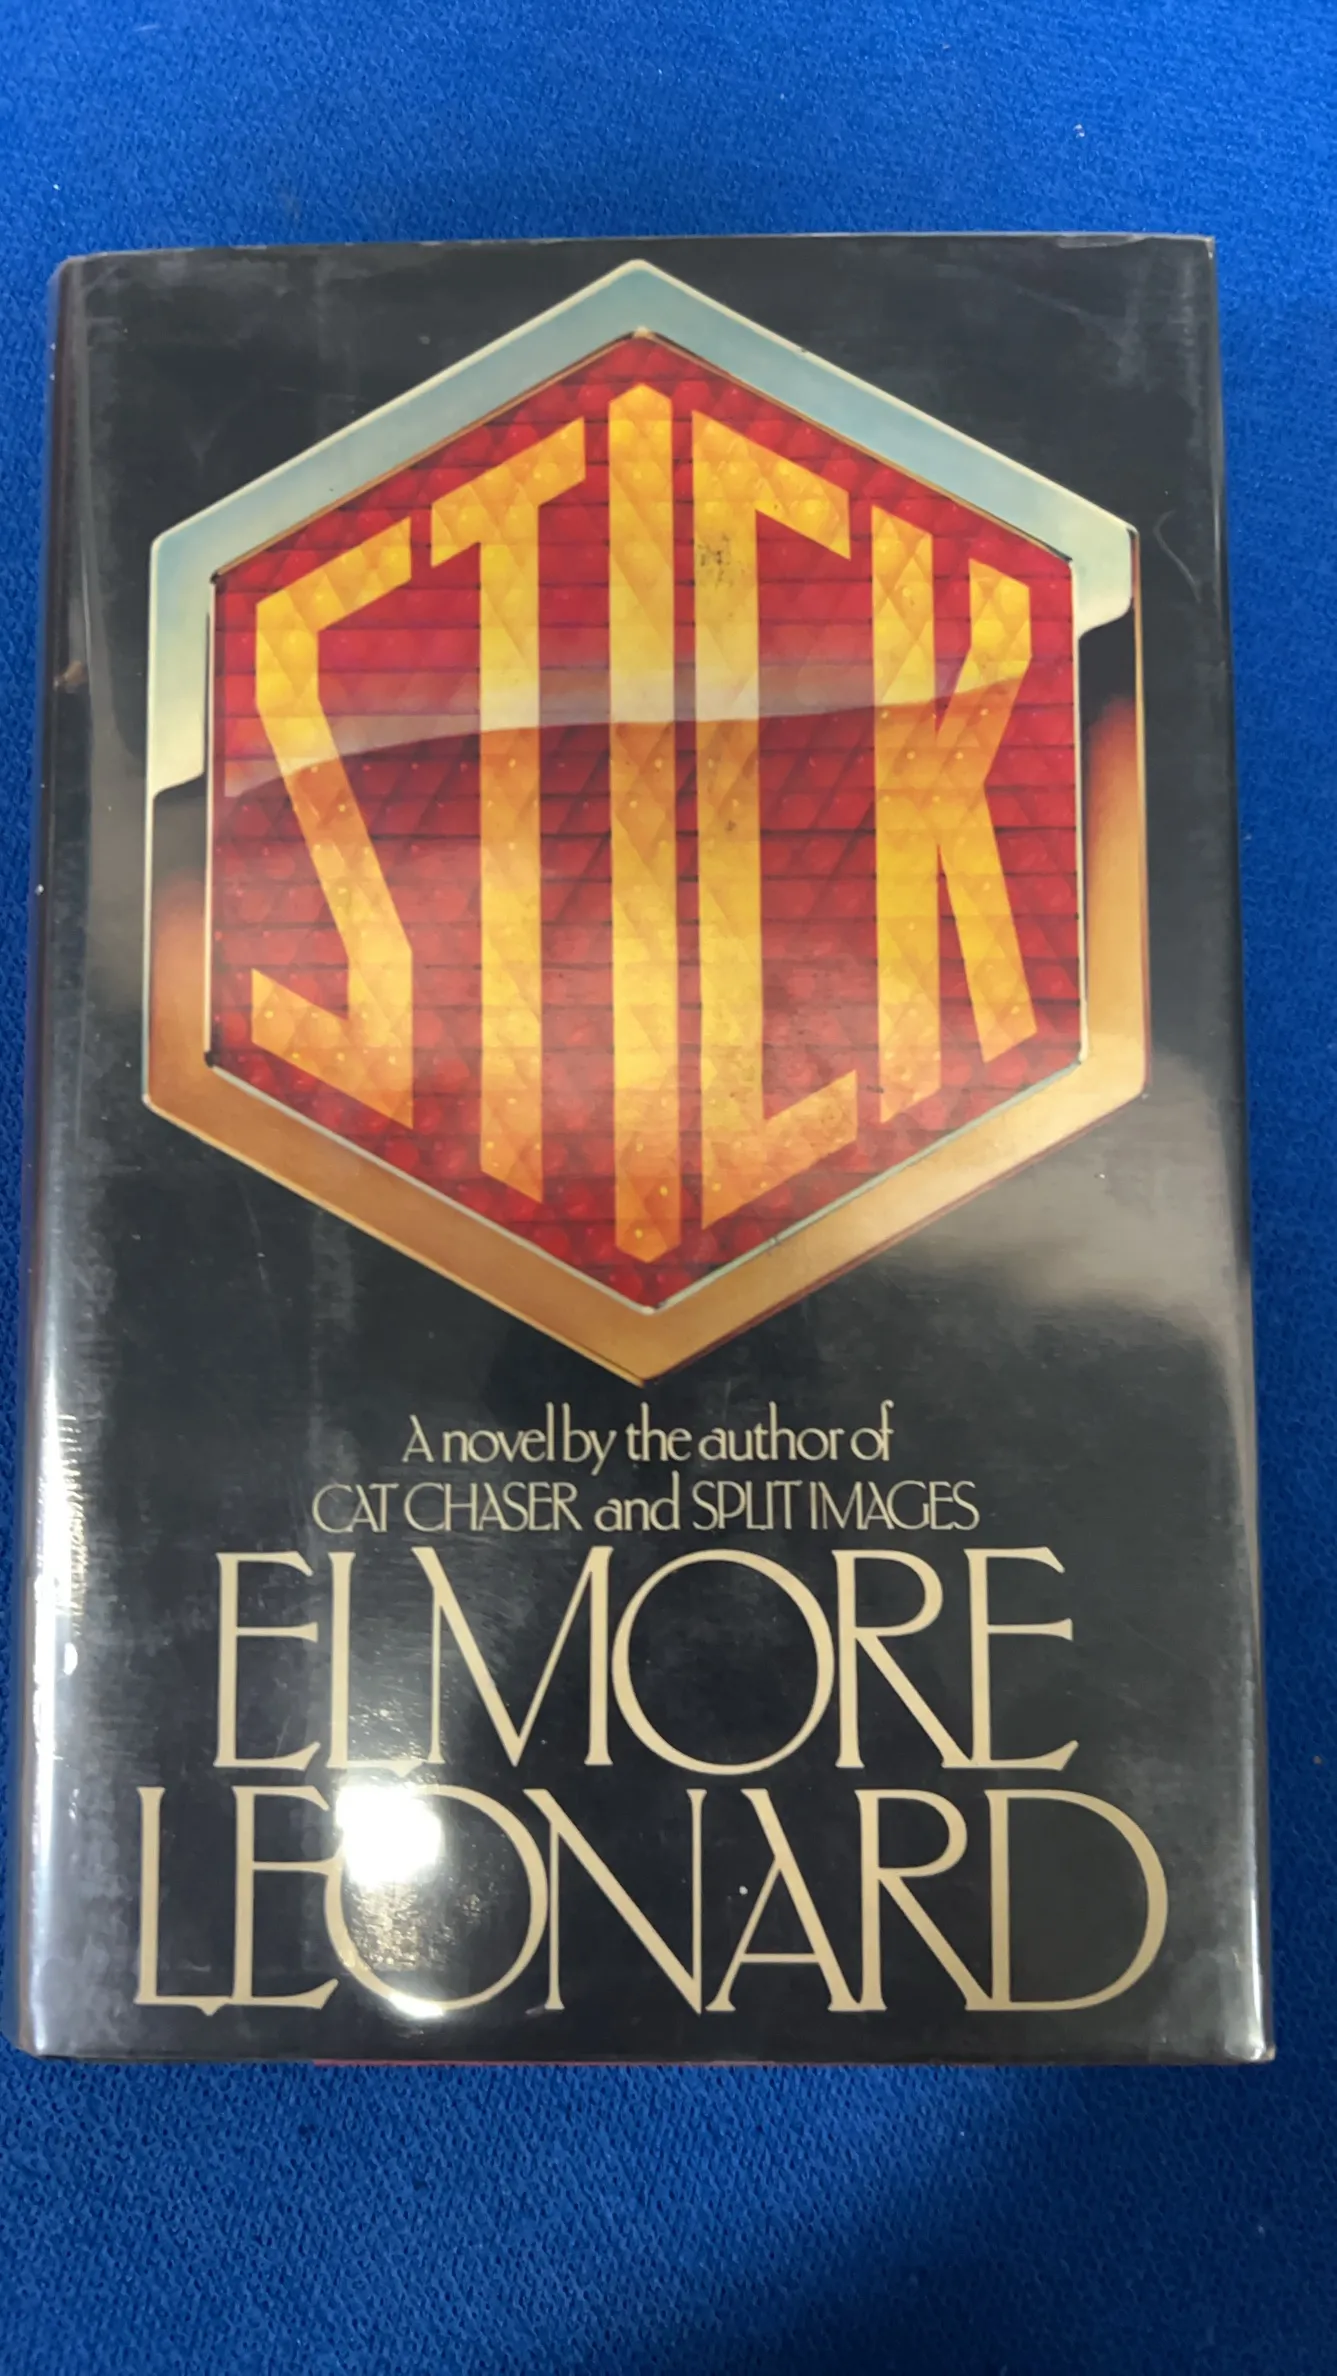 STICK
A novel by the author of
CAT CHASER and SPLIT IMAGES
ELMORE
LEONARD